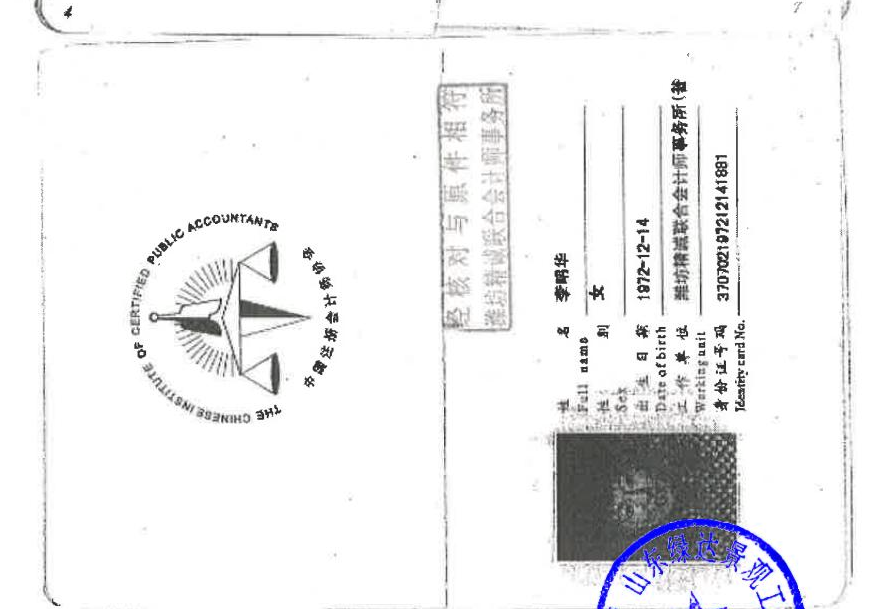 4
7
THE CHINESE INSTITUTE OF CERTIFIED PUBLIC ACCOUNTANTS
中国注册会计师协会
经核对与原件相符
潍坊精诚联合会计师事务所
姓 名 李明华
Full name
性 别 女
Sex
出 生 日 期 1972-12-14
Date of birth
工 作 单 位 潍坊精诚联合会计师事务所(普
Working unit
身 份 证 号 码 370702197212141881
Identity card No.
山东绿达景观工